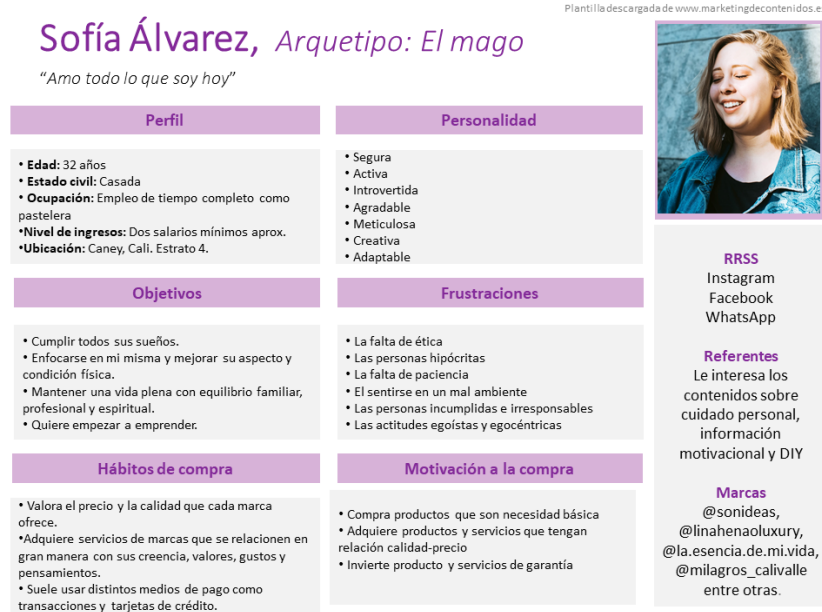 Plantilla descargada de www.marketingdecontenidos.e
Sofía Álvarez, Arquetipo: El mago
“Amo todo lo que soy hoy”
Perfil
• Edad: 32 años
• Estado civil: Casada
• Ocupación: Empleo de tiempo completo como
pastelera
•Nivel de ingresos: Dos salarios mínimos aprox.
•Ubicación: Caney, Cali. Estrato 4.
Personalidad
• Segura
• Activa
• Introvertida
• Agradable
• Meticulosa
• Creativa
• Adaptable
Objetivos
• Cumplir todos sus sueños.
• Enfocarse en mi misma y mejorar su aspecto y
condición física.
• Mantener una vida plena con equilibrio familiar,
profesional y espiritual.
• Quiere empezar a emprender.
Frustraciones
• La falta de ética
• Las personas hipócritas
• La falta de paciencia
• El sentirse en un mal ambiente
• Las personas incumplidas e irresponsables
• Las actitudes egoístas y egocéntricas
Hábitos de compra
• Valora el precio y la calidad que cada marca
ofrece.
•Adquiere servicios de marcas que se relacionen en
gran manera con sus creencia, valores, gustos y
pensamientos.
• Suele usar distintos medios de pago como
transacciones y tarjetas de crédito.
Motivación a la compra
• Compra productos que son necesidad básica
• Adquiere productos y servicios que tengan
relación calidad-precio
• Invierte producto y servicios de garantía
RRSS
Instagram
Facebook
WhatsApp
Referentes
Le interesa los
contenidos sobre
cuidado personal,
información
motivacional y DIY
Marcas
@sonideas,
@linahenaoluxury,
@la.esencia.de.mi.vida,
@milagros_calivalle
entre otras.